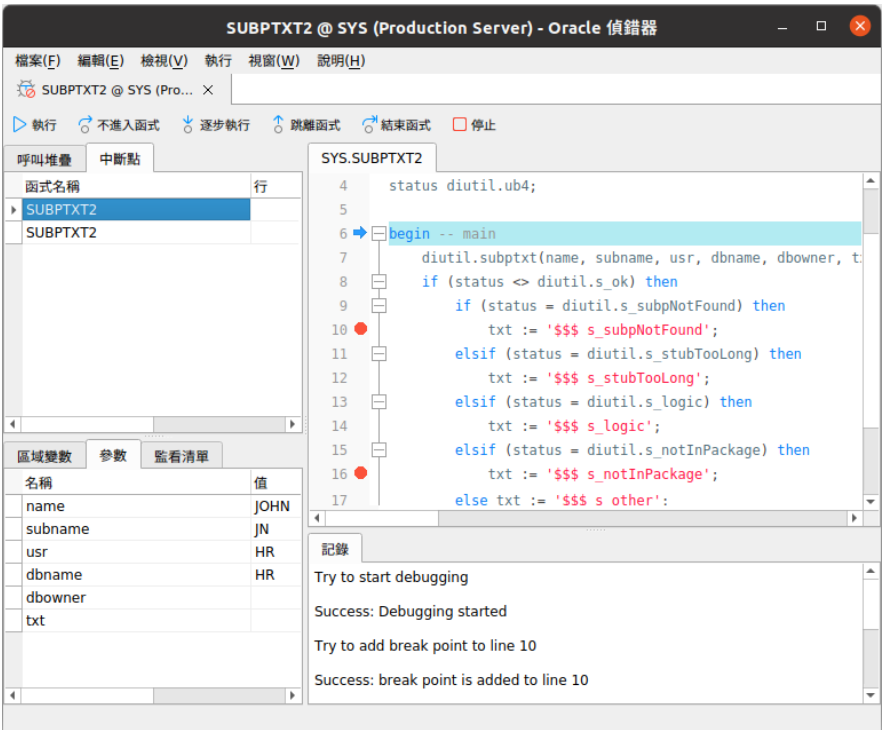 SUBPTXT2 @ SYS (Production Server) - Oracle 偵錯器
檔案(F) 編輯(E) 檢視(V) 執行 視窗(W) 說明(H)
SUBPTXT2 @ SYS (Pro...
執行 不進入函式 逐步執行 跳離函式 結束函式 停止
呼叫堆疊 中斷點
函式名稱 行
SUBPTXT2
SUBPTXT2
區域變數 參數 監看清單
名稱 值
name JOHN
subname JN
usr HR
dbname HR
dbowner
txt
SYS.SUBPTXT2
4 status diutil.ub4;
5
6 begin -- main
7 diutil.subptxt(name, subname, usr, dbname, dbowner, t
8 if (status <> diutil.s_ok) then
9 if (status = diutil.s_subpNotFound) then
10 txt := '$$$ s_subpNotFound';
11 elsif (status = diutil.s_stubTooLong) then
12 txt := '$$$ s_stubTooLong';
13 elsif (status = diutil.s_logic) then
14 txt := '$$$ s_logic';
15 elsif (status = diutil.s_notInPackage) then
16 txt := '$$$ s_notInPackage';
17 else txt := '$$$ s other':
記錄
Try to start debugging
Success: Debugging started
Try to add break point to line 10
Success: break point is added to line 10